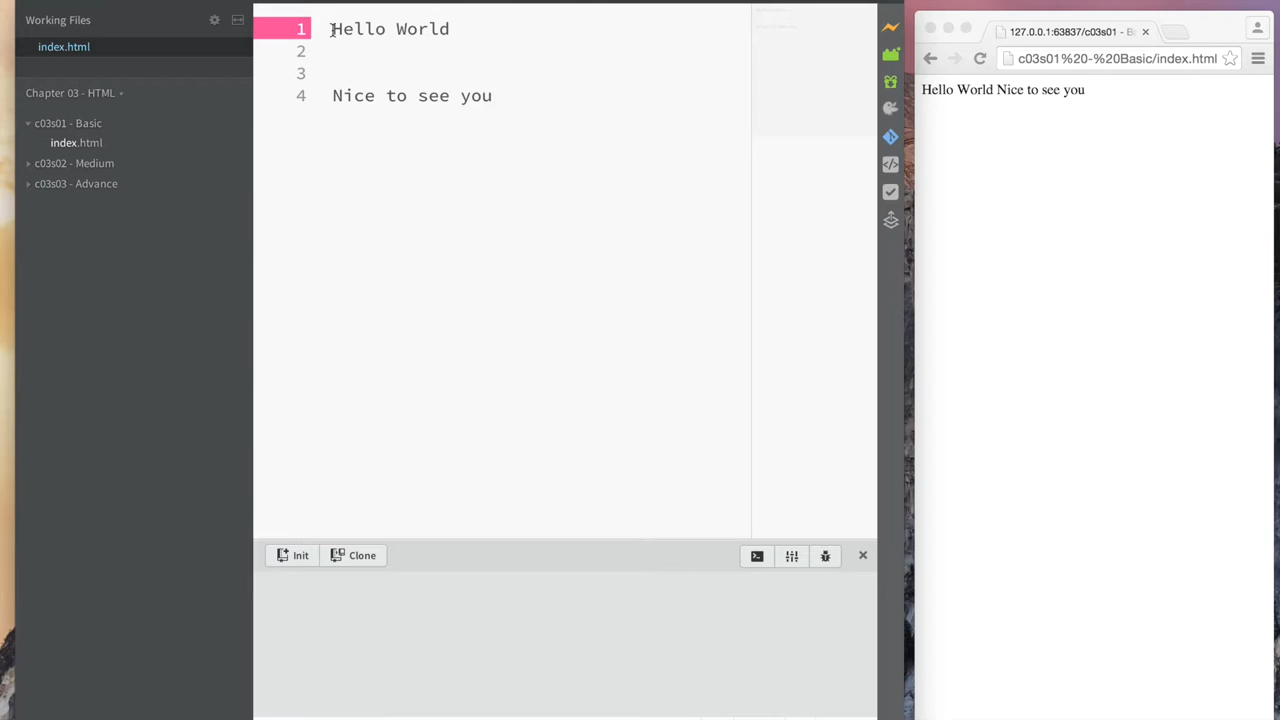 Working Files
index.html
Chapter 03 - HTML
c03s01 - Basic
index.html
c03s02 - Medium
c03s03 - Advance
1 Hello World
2
3
4 Nice to see you
Init
Clone
127.0.0.1:63837/c03s01 - B
c03s01%20-%20Basic/index.html
Hello World Nice to see you